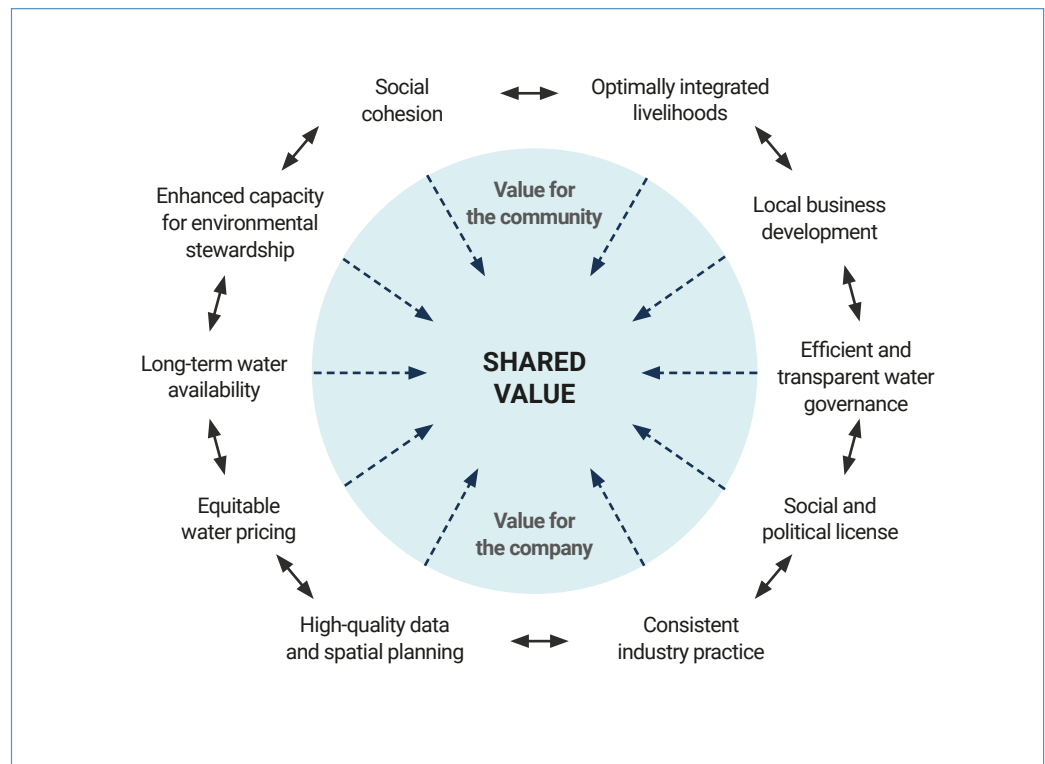 Social
cohesion
Optimally integrated
livelihoods
Enhanced capacity
for environmental
stewardship
Value for
the community
Local business
development
Long-term water
availability
SHARED
VALUE
Efficient and
transparent water
governance
Equitable
water pricing
Value for
the company
Social and
political license
High-quality data
and spatial planning
Consistent
industry practice